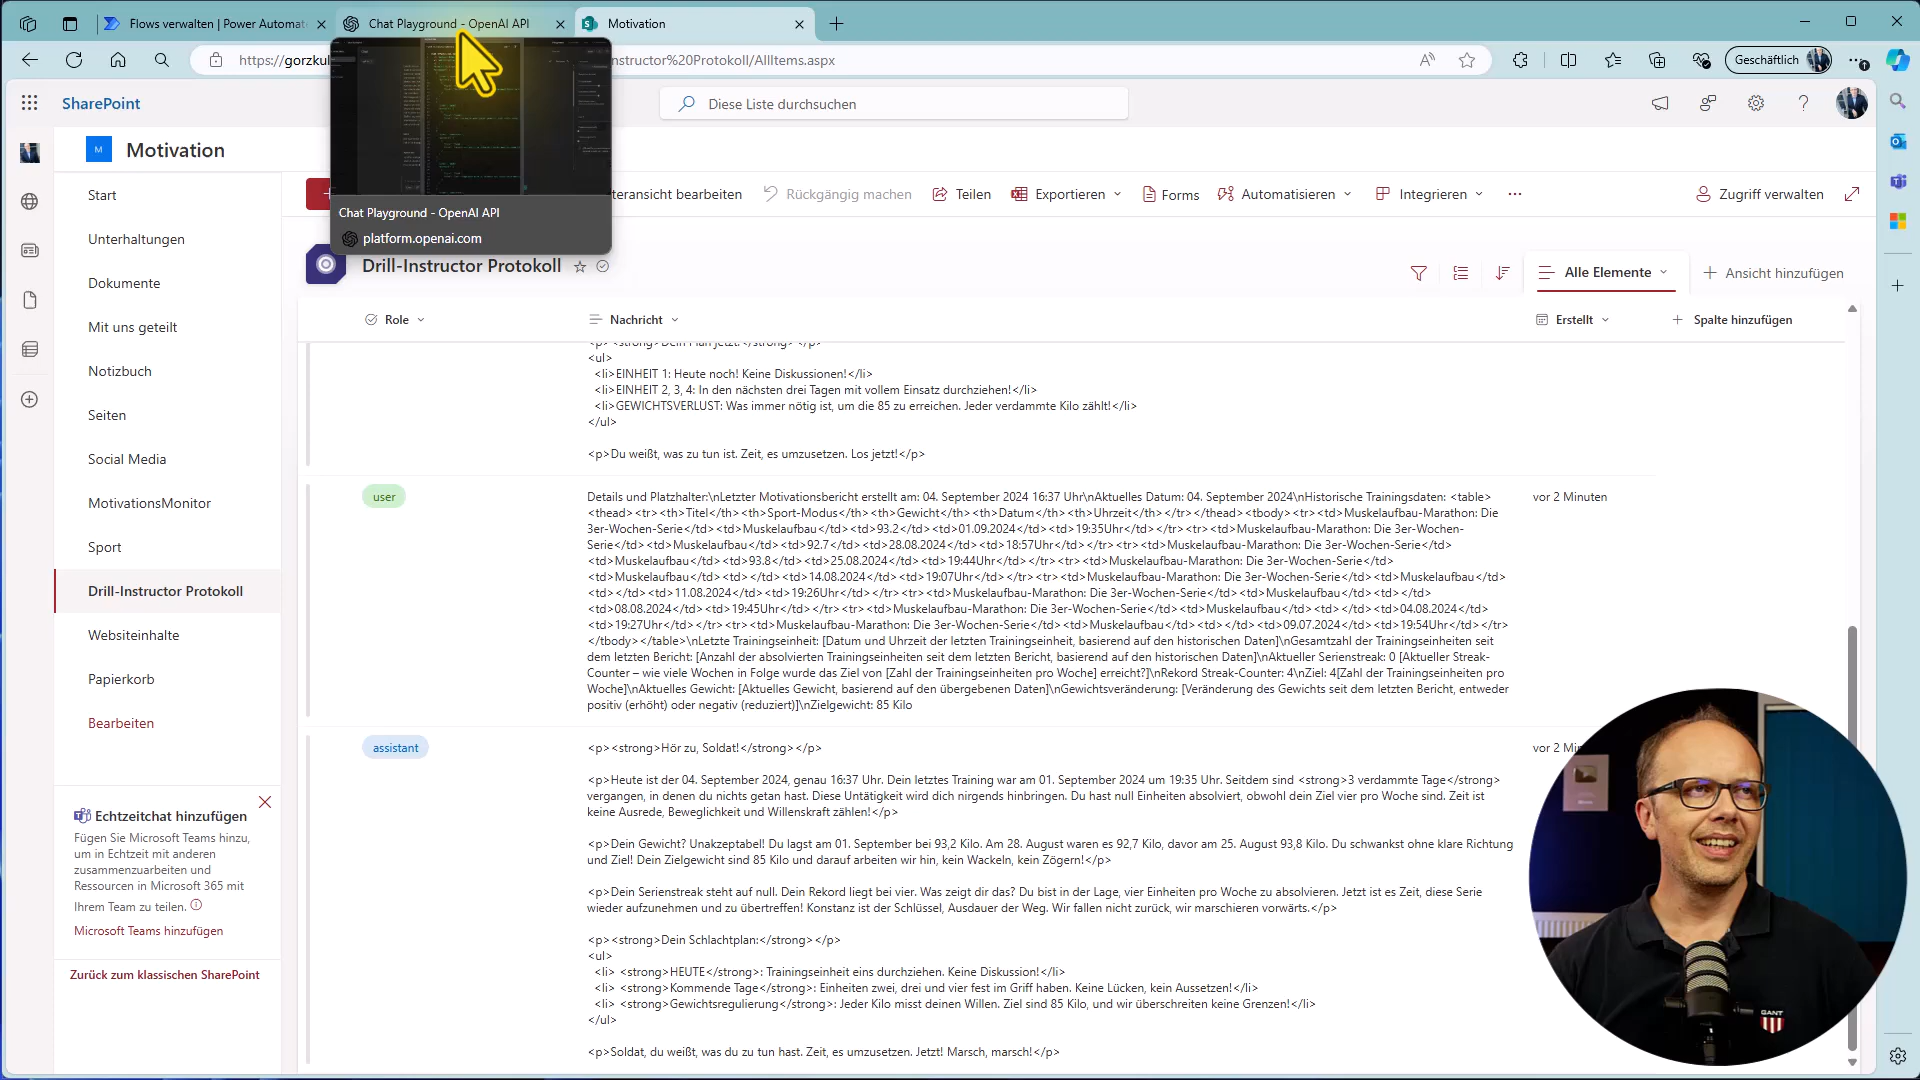 Flows verwalten | Power Automate
Chat Playground - OpenAI API
Motivation
https://gorzkul
nstructor%20Protokoll/AllItems.aspx
Geschäftlich
SharePoint
Diese Liste durchsuchen
M
Motivation
Chat Playground - OpenAI API
platform.openai.com
teransicht bearbeiten
Rückgängig machen
Teilen
Exportieren
Forms
Automatisieren
Integrieren
Zugriff verwalten
Start
Unterhaltungen
Dokumente
Mit uns geteilt
Notizbuch
Seiten
Social Media
MotivationsMonitor
Sport
Drill-Instructor Protokoll
Websiteinhalte
Papierkorb
Bearbeiten
Echtzeitchat hinzufügen
Fügen Sie Microsoft Teams hinzu,
um in Echtzeit mit anderen
zusammenzuarbeiten und
Ressourcen in Microsoft 365 mit
Ihrem Team zu teilen.
Microsoft Teams hinzufügen
Zurück zum klassischen SharePoint
Drill-Instructor Protokoll
Alle Elemente
Ansicht hinzufügen
Role
Nachricht
Erstellt
Spalte hinzufügen
<p><strong>Dein Plan jetzt:</strong></p>
<ul>
<li>EINHEIT 1: Heute noch! Keine Diskussionen!</li>
<li>EINHEIT 2, 3, 4: In den nächsten drei Tagen mit vollem Einsatz durchziehen!</li>
<li>GEWICHTSVERLUST: Was immer nötig ist, um die 85 zu erreichen. Jeder verdammte Kilo zählt!</li>
</ul>
<p>Du weißt, was zu tun ist. Zeit, es umzusetzen. Los jetzt!</p>
user
Details und Platzhalter:\nLetzter Motivationsbericht erstellt am: 04. September 2024 16:37 Uhr\nAktuelles Datum: 04. September 2024\nHistorische Trainingsdaten: <table>
<thead><tr><th>Titel</th><th>Sport-Modus</th><th>Gewicht</th><th>Datum</th><th>Uhrzeit</th></tr></thead><tbody><tr><td>Muskelaufbau-Marathon: Die
3er-Wochen-Serie</td><td>Muskelaufbau</td><td>93.2</td><td>01.09.2024</td><td>19:35Uhr</td></tr><tr><td>Muskelaufbau-Marathon: Die 3er-Wochen-
Serie</td><td>Muskelaufbau</td><td>92.7</td><td>28.08.2024</td><td>18:57Uhr</td></tr><tr><td>Muskelaufbau-Marathon: Die 3er-Wochen-Serie</td>
<td>Muskelaufbau</td><td>93.8</td><td>25.08.2024</td><td>19:44Uhr</td></tr><tr><td>Muskelaufbau-Marathon: Die 3er-Wochen-Serie</td>
<td>Muskelaufbau</td><td></td><td>14.08.2024</td><td>19:07Uhr</td></tr><tr><td>Muskelaufbau-Marathon: Die 3er-Wochen-Serie</td><td>Muskelaufbau</td>
<td></td><td>11.08.2024</td><td>19:26Uhr</td></tr><tr><td>Muskelaufbau-Marathon: Die 3er-Wochen-Serie</td><td>Muskelaufbau</td><td></td>
<td>08.08.2024</td><td>19:45Uhr</td></tr><tr><td>Muskelaufbau-Marathon: Die 3er-Wochen-Serie</td><td>Muskelaufbau</td><td></td><td>04.08.2024</td>
<td>19:27Uhr</td></tr><tr><td>Muskelaufbau-Marathon: Die 3er-Wochen-Serie</td><td>Muskelaufbau</td><td></td><td>09.07.2024</td><td>19:54Uhr</td></tr>
</tbody></table>\nLetzte Trainingseinheit: [Datum und Uhrzeit der letzten Trainingseinheit, basierend auf den historischen Daten]\nGesamtzahl der Trainingseinheiten seit
dem letzten Bericht: [Anzahl der absolvierten Trainingseinheiten seit dem letzten Bericht, basierend auf den historischen Daten]\nAktueller Serienstreak: 0 [Aktueller Streak-
Counter – wie viele Wochen in Folge wurde das Ziel von [Zahl der Trainingseinheiten pro Woche] erreicht?]\nRekord Streak-Counter: 4\nZiel: 4[Zahl der Trainingseinheiten pro
Woche]\nAktuelles Gewicht: [Aktuelles Gewicht, basierend auf den übergebenen Daten]\nGewichtsveränderung: [Veränderung des Gewichts seit dem letzten Bericht, entweder
positiv (erhöht) oder negativ (reduziert)]\nZielgewicht: 85 Kilo
vor 2 Minuten
assistant
<p><strong>Hör zu, Soldat!</strong></p>
vor 2 Min
<p>Heute ist der 04. September 2024, genau 16:37 Uhr. Dein letztes Training war am 01. September 2024 um 19:35 Uhr. Seitdem sind <strong>3 verdammte Tage</strong>
vergangen, in denen du nichts getan hast. Diese Untätigkeit wird dich nirgends hinbringen. Du hast null Einheiten absolviert, obwohl dein Ziel vier pro Woche sind. Zeit ist
keine Ausrede, Beweglichkeit und Willenskraft zählen!</p>
<p>Dein Gewicht? Unakzeptabel! Du lagst am 01. September bei 93,2 Kilo. Am 28. August waren es 92,7 Kilo, davor am 25. August 93,8 Kilo. Du schwankst ohne klare Richtung
und Ziel! Dein Zielgewicht sind 85 Kilo und darauf arbeiten wir hin, kein Wackeln, kein Zögern!</p>
<p>Dein Serienstreak steht auf null. Dein Rekord liegt bei vier. Was zeigt dir das? Du bist in der Lage, vier Einheiten pro Woche zu absolvieren. Jetzt ist es Zeit, diese Serie
wieder aufzunehmen und zu übertreffen! Konstanz ist der Schlüssel, Ausdauer der Weg. Wir fallen nicht zurück, wir marschieren vorwärts.</p>
<p><strong>Dein Schlachtplan:</strong></p>
<ul>
<li> <strong>HEUTE</strong>: Trainingseinheit eins durchziehen. Keine Diskussion!</li>
<li> <strong>Kommende Tage</strong>: Einheiten zwei, drei und vier fest im Griff haben. Keine Lücken, kein Aussetzen!</li>
<li> <strong>Gewichtsregulierung</strong>: Jeder Kilo misst deinen Willen. Ziel sind 85 Kilo, und wir überschreiten keine Grenzen!</li>
</ul>
<p>Soldat, du weißt, was du zu tun hast. Zeit, es umzusetzen. Jetzt! Marsch, marsch!</p>
GANT